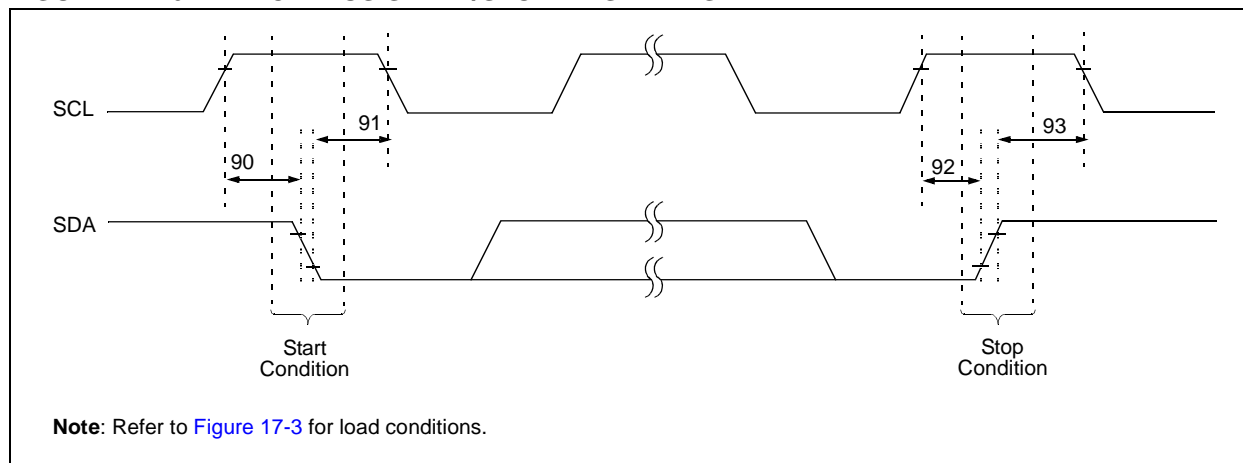 SCL
91
93
90
92
SDA
Start
Condition
Stop
Condition
Note: Refer to Figure 17-3 for load conditions.